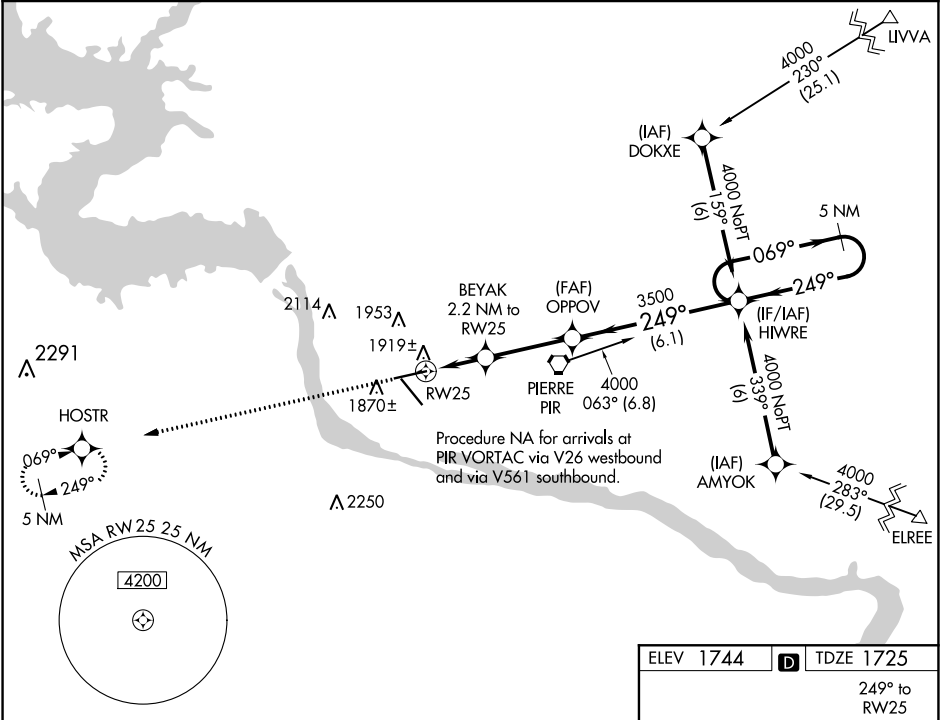 LIVVA
4000
230°
(25.1)
(IAF)
DOKXE
4000 NoPT
159°
(6)
5 NM
069°
249°
(IF/IAF)
HIWRE
3500
249°
(6.1)
(FAF)
OPPOV
BEYAK
2.2 NM to
RW25
2114
1953
1919±
2291
RW25
1870±
PIERRE
PIR
4000
063° (6.8)
4000 NoPT
339°
(6)
HOSTR
069°
249°
5 NM
Procedure NA for arrivals at
PIR VORTAC via V26 westbound
and via V561 southbound.
(IAF)
AMYOK
4000
283°
(29.5)
ELREE
2250
MSA RW25 25 NM
4200
ELEV 1744 D TDZE 1725
249° to
RW25